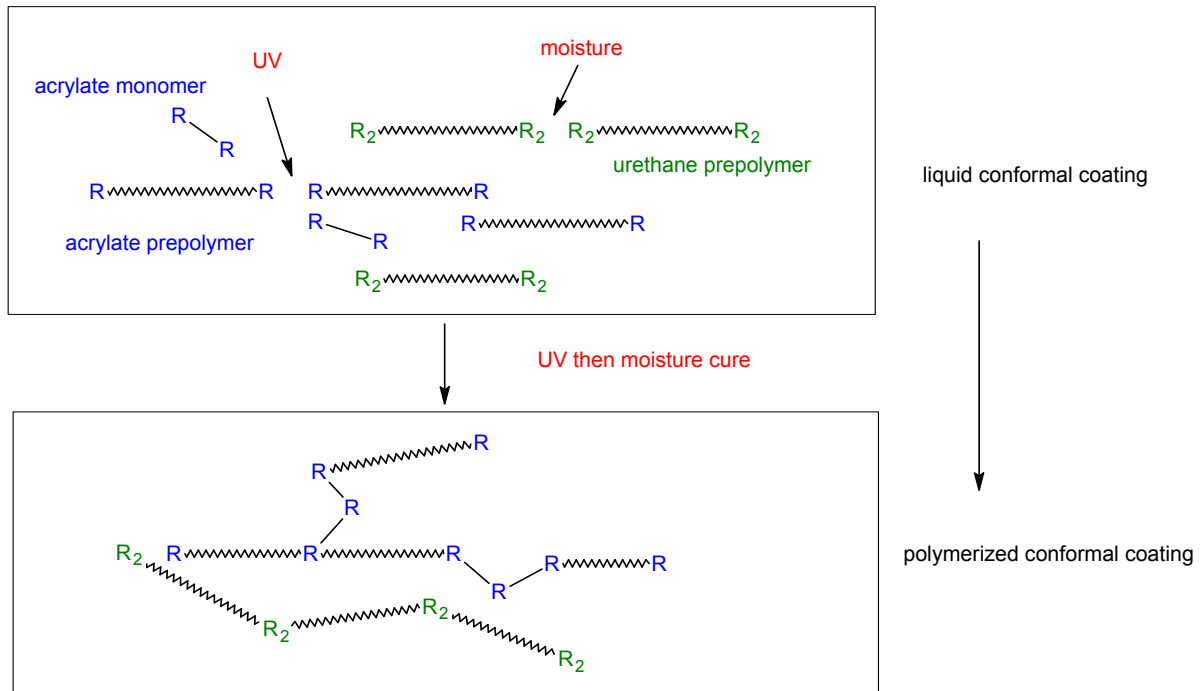 moisture
UV
acrylate monomer
R
R
R2 R2 R2 R2
urethane prepolymer
liquid conformal coating
R R R R
R R R
R
acrylate prepolymer
R2 R2
UV then moisture cure
R
R
R
R2 R R R R R
polymerized conformal coating
R
R2
R2
R2